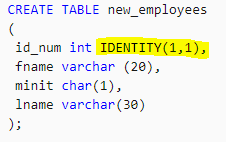 CREATE TABLE new_employees
(
id_num int IDENTITY(1,1),
fname varchar (20),
minit char(1),
lname varchar(30)
);